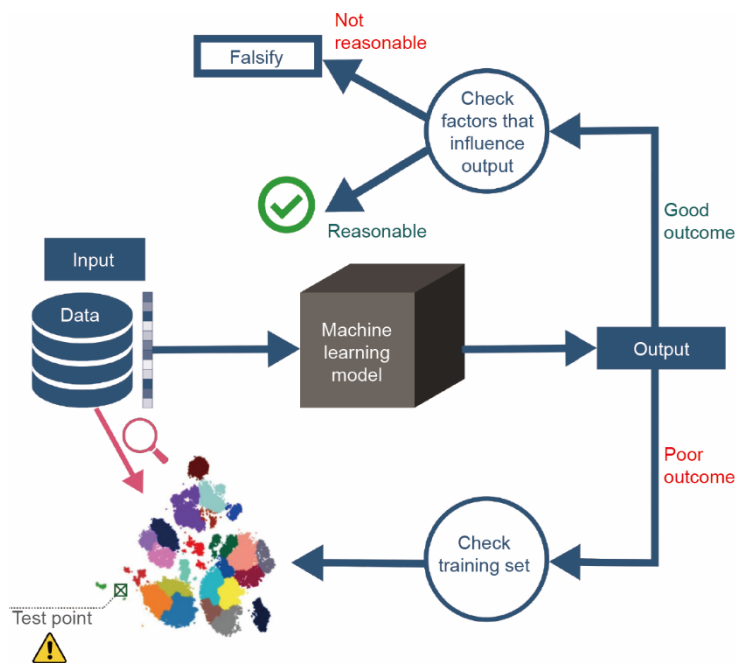 Not
reasonable
Falsify
Check
factors that
influence
output
Reasonable
Good
outcome
Input
Data
Machine
learning
model
Output
Poor
outcome
Check
training set
Test point